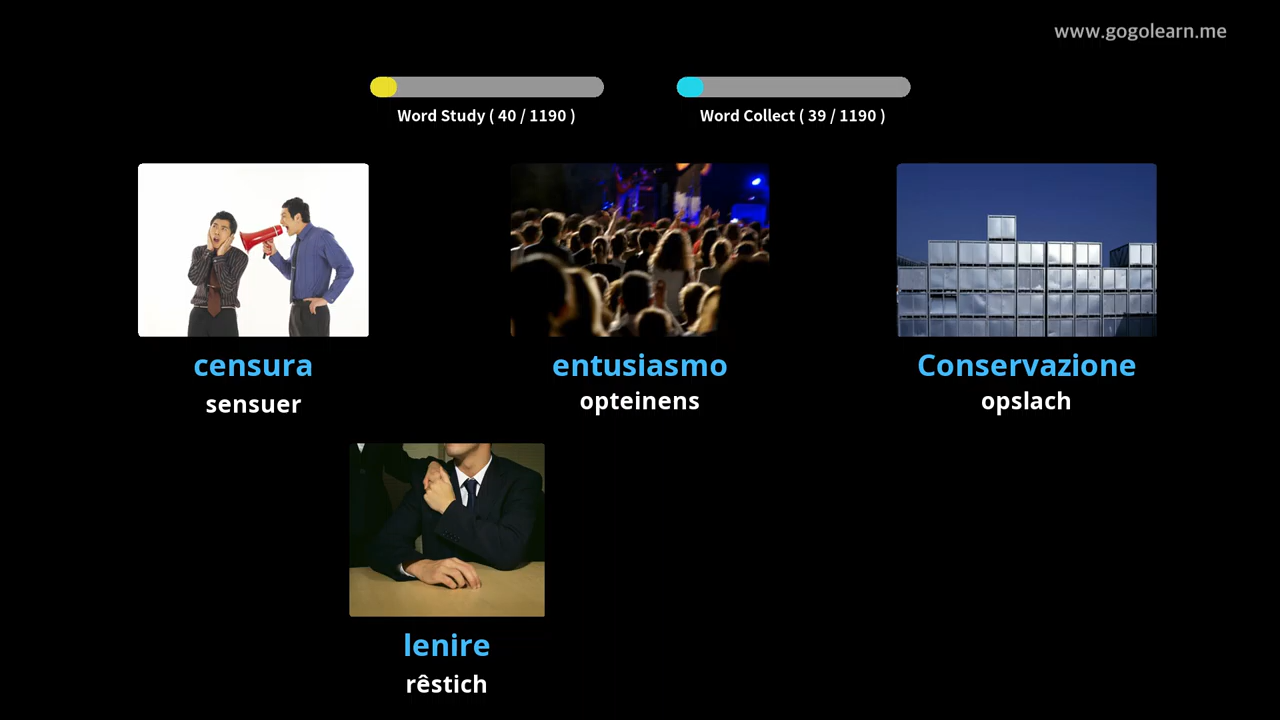 www.gogolearn.me
Word Study ( 40 / 1190 )
Word Collect ( 39 / 1190 )
censura
sensuer
entusiasmo
opteinens
Conservazione
opslach
lenire
rêstich